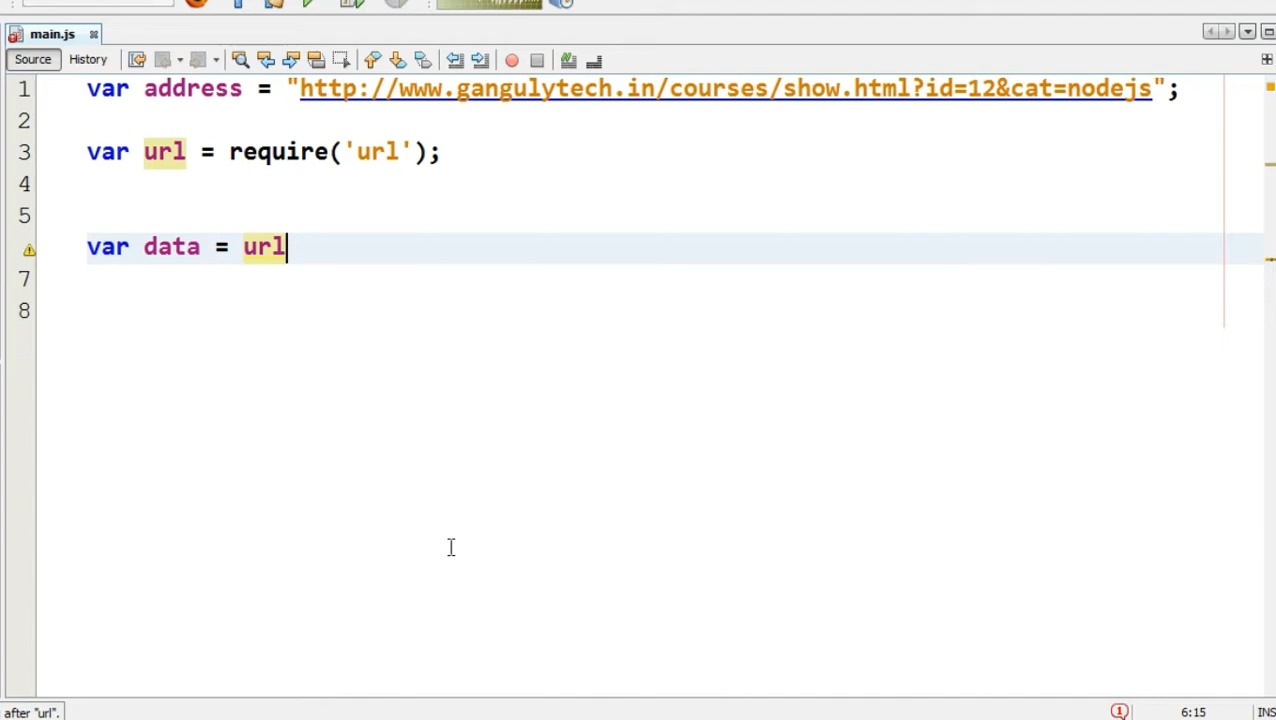 main.js
Source History
1 var address = "http://www.gangulytech.in/courses/show.html?id=12&cat=nodejs";
2
3 var url = require('url');
4
5
var data = url
7
8
after "url". 1 6:15 INS